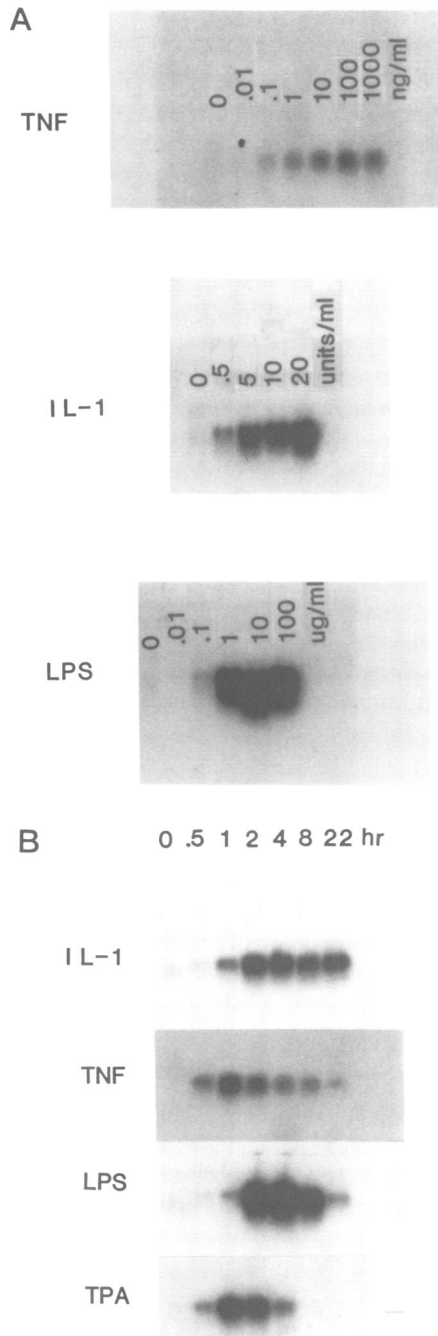 A
TNF
0 .01 .1 1 10 100 1000 ng/ml
IL-1
0 .5 5 10 20 units/ml
LPS
0 .01 .1 1 10 100 ug/ml
B
0 .5 1 2 4 8 22 hr
IL-1
TNF
LPS
TPA